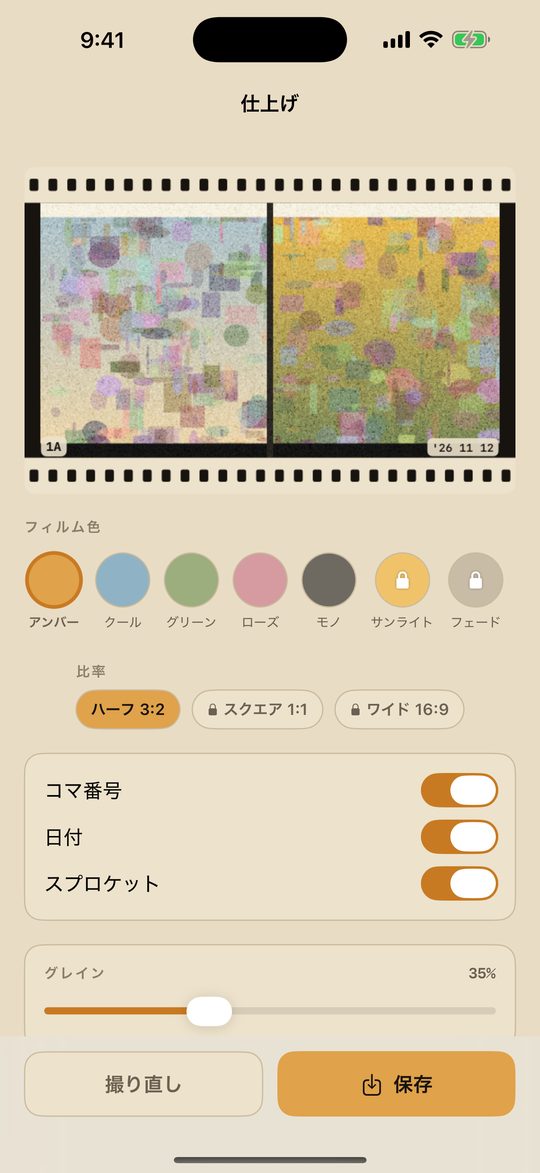 9:41
仕上げ
1A
'26 11 12
フィルム色
アンバー クール グリーン ローズ モノ サンライト フェード
比率
ハーフ 3:2 スクエア 1:1 ワイド 16:9
コマ番号
日付
スプロケット
グレイン 35%
撮り直し 保存